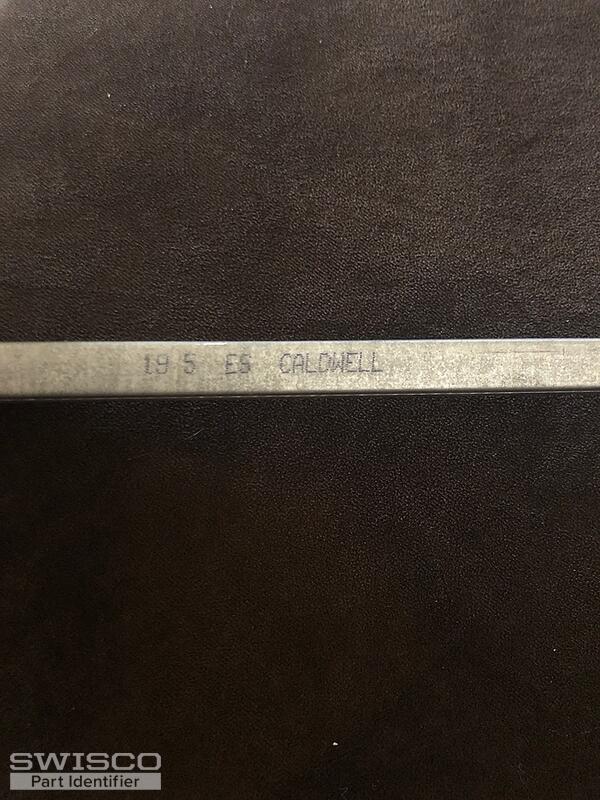 19 5 ES CALDWELL
SWISCO
Part Identifier